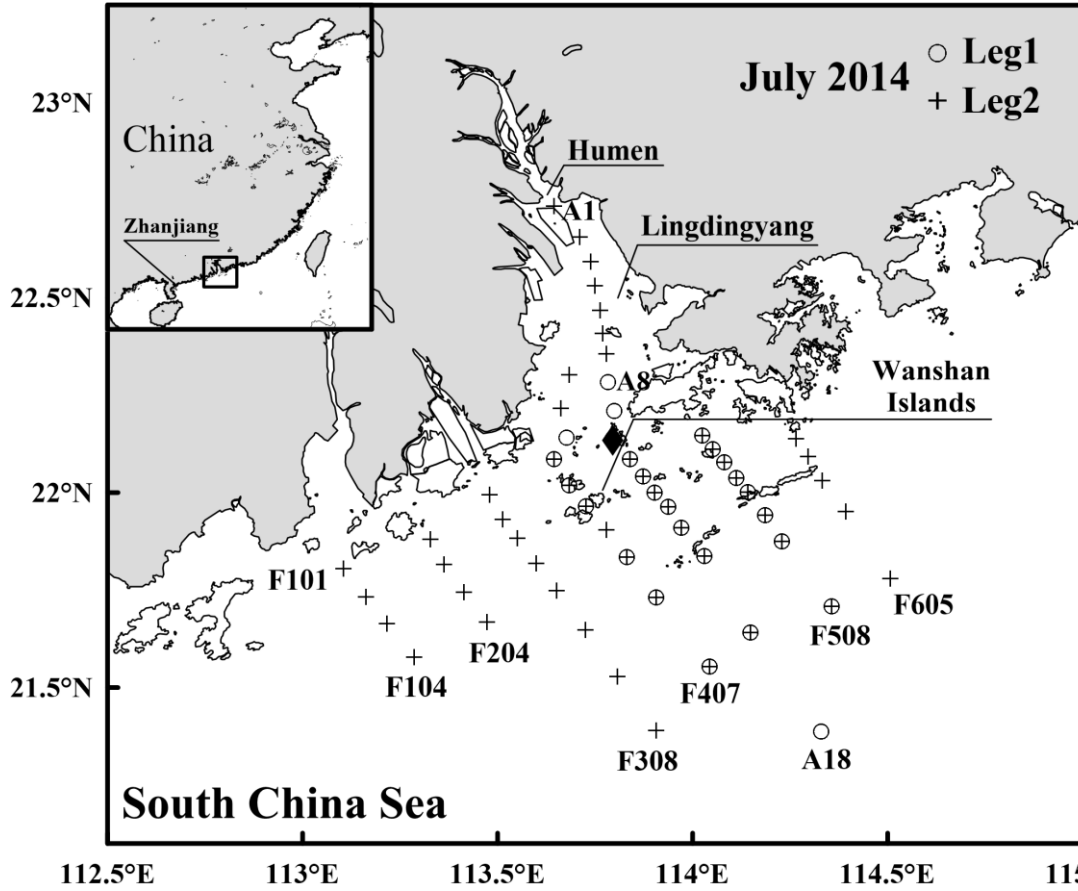 July 2014
Leg1
Leg2
China
Zhanjiang
Humen
A1
Lingdingyang
A8
Wanshan
Islands
F101
F104
F204
F308
F407
F508
F605
A18
South China Sea
23°N
22.5°N
22°N
21.5°N
112.5°E
113°E
113.5°E
114°E
114.5°E